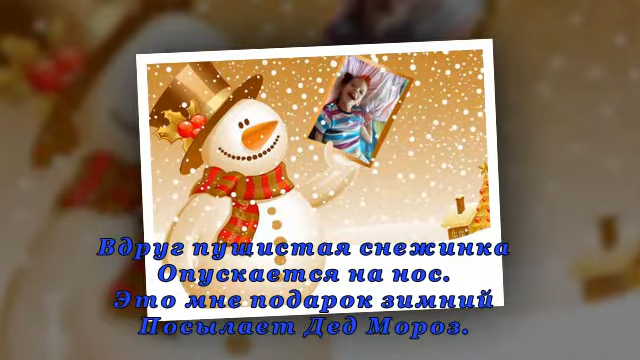 Вдруг пушистая снежинка
Опускается на нос.
Это мне подарок зимний
Посылает Дед Мороз.